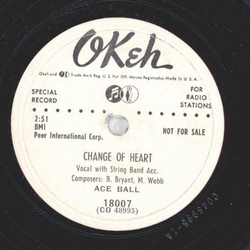 OKeh
Okeh and Trade Mark Reg. U. S. Pat. Off. Marcas Registradas. Made in U. S. A.
SPECIAL RECORD
FOR RADIO STATIONS
2:51
BMI
Peer International Corp.
NOT FOR SALE
CHANGE OF HEART
Vocal with String Band Acc.
Composers: B. Bryant, M. Webb
ACE BALL
18007
(CO 48995)